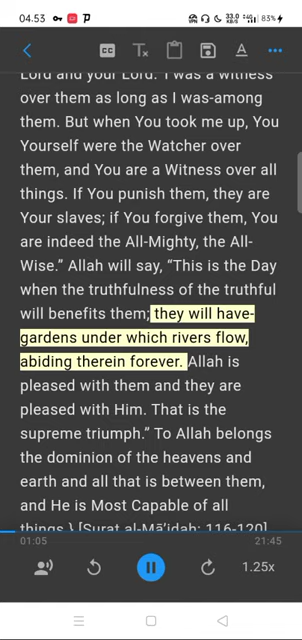 04.53
33.0
KB/S
83%
CC
A
Lord and your Lord. I was a witness
over them as long as I was-among
them. But when You took me up, You
Yourself were the Watcher over
them, and You are a Witness over all
things. If You punish them, they are
Your slaves; if You forgive them, You
are indeed the All-Mighty, the All-
Wise.” Allah will say, “This is the Day
when the truthfulness of the truthful
will benefits them; they will have-
gardens under which rivers flow,
abiding therein forever. Allah is
pleased with them and they are
pleased with Him. That is the
supreme triumph.” To Allah belongs
the dominion of the heavens and
earth and all that is between them,
and He is Most Capable of all
things.} [Surat al-Mā’idah: 116-120]
01:05
21:45
1.25x